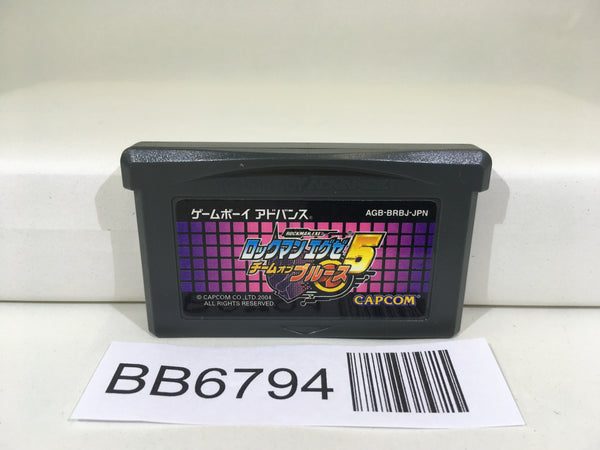 ゲームボーイ アドバンス®
AGB-BRBJ-JPN
ROCKMAN.EXE
ロックマンエグゼ5
チームオブブルース
© CAPCOM CO., LTD. 2004
ALL RIGHTS RESERVED
CAPCOM
BB6794